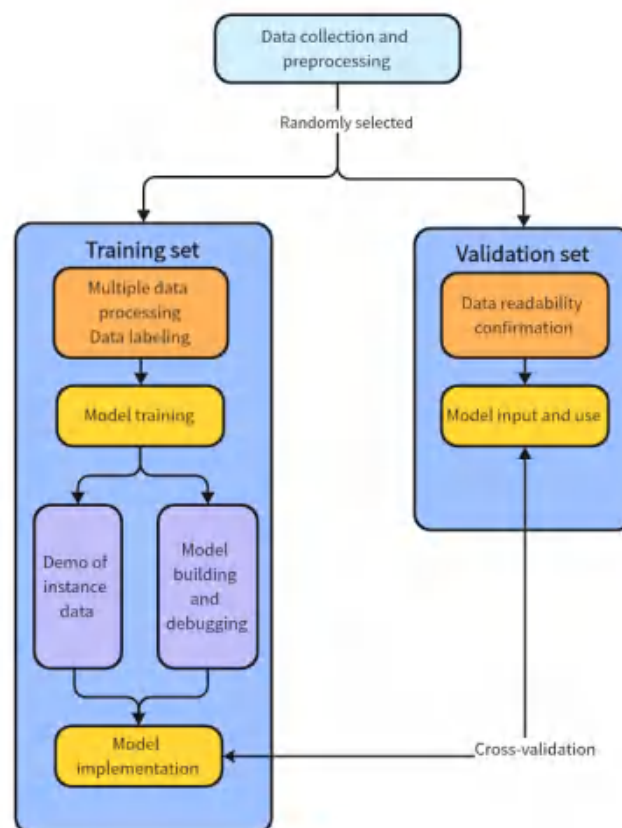 Data collection and
preprocessing
Randomly selected
Training set
Multiple data
processing
Data labeling
Model training
Demo of
instance
data
Model
building
and
debugging
Model
implementation
Validation set
Data readability
confirmation
Model input and use
Cross-validation